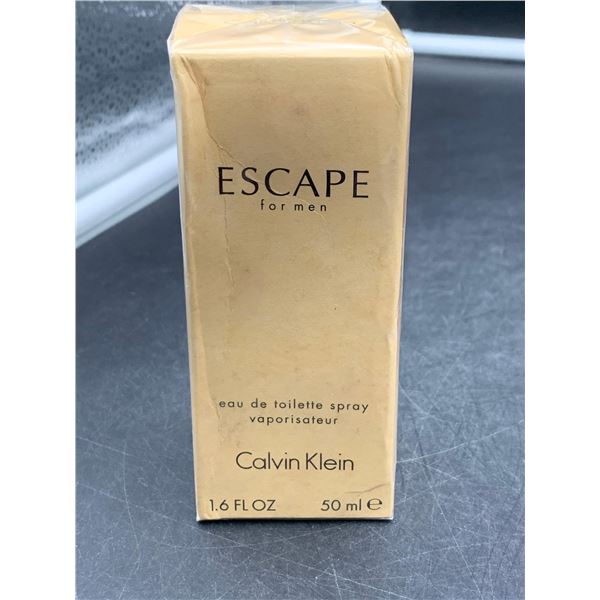 ESCAPE
for men
eau de toilette spray
vaporisateur
Calvin Klein
1.6 FL OZ 50 ml ℮